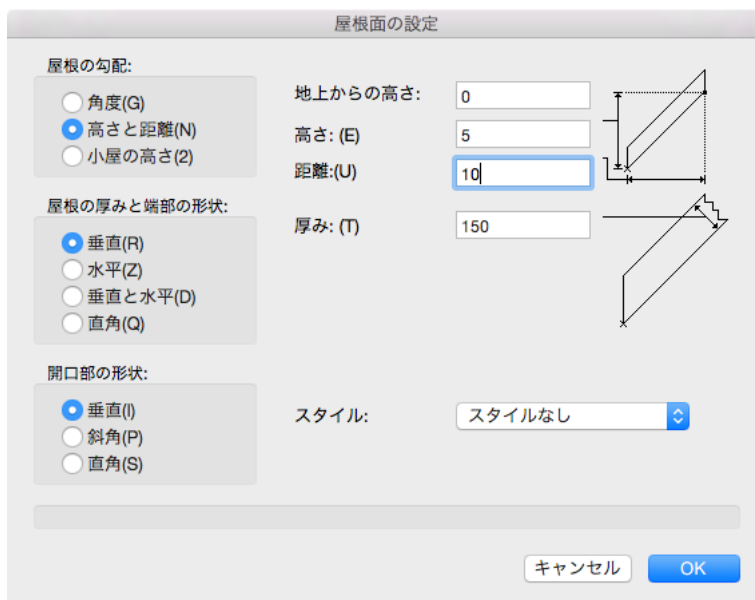 屋根面の設定
屋根の勾配:
角度(G)
高さと距離(N)
小屋の高さ(2)
地上からの高さ: 0
高さ: (E) 5
距離:(U) 10
屋根の厚みと端部の形状:
垂直(R)
水平(Z)
垂直と水平(D)
直角(Q)
厚み: (T) 150
開口部の形状:
垂直(I)
斜角(P)
直角(S)
スタイル: スタイルなし
キャンセル OK